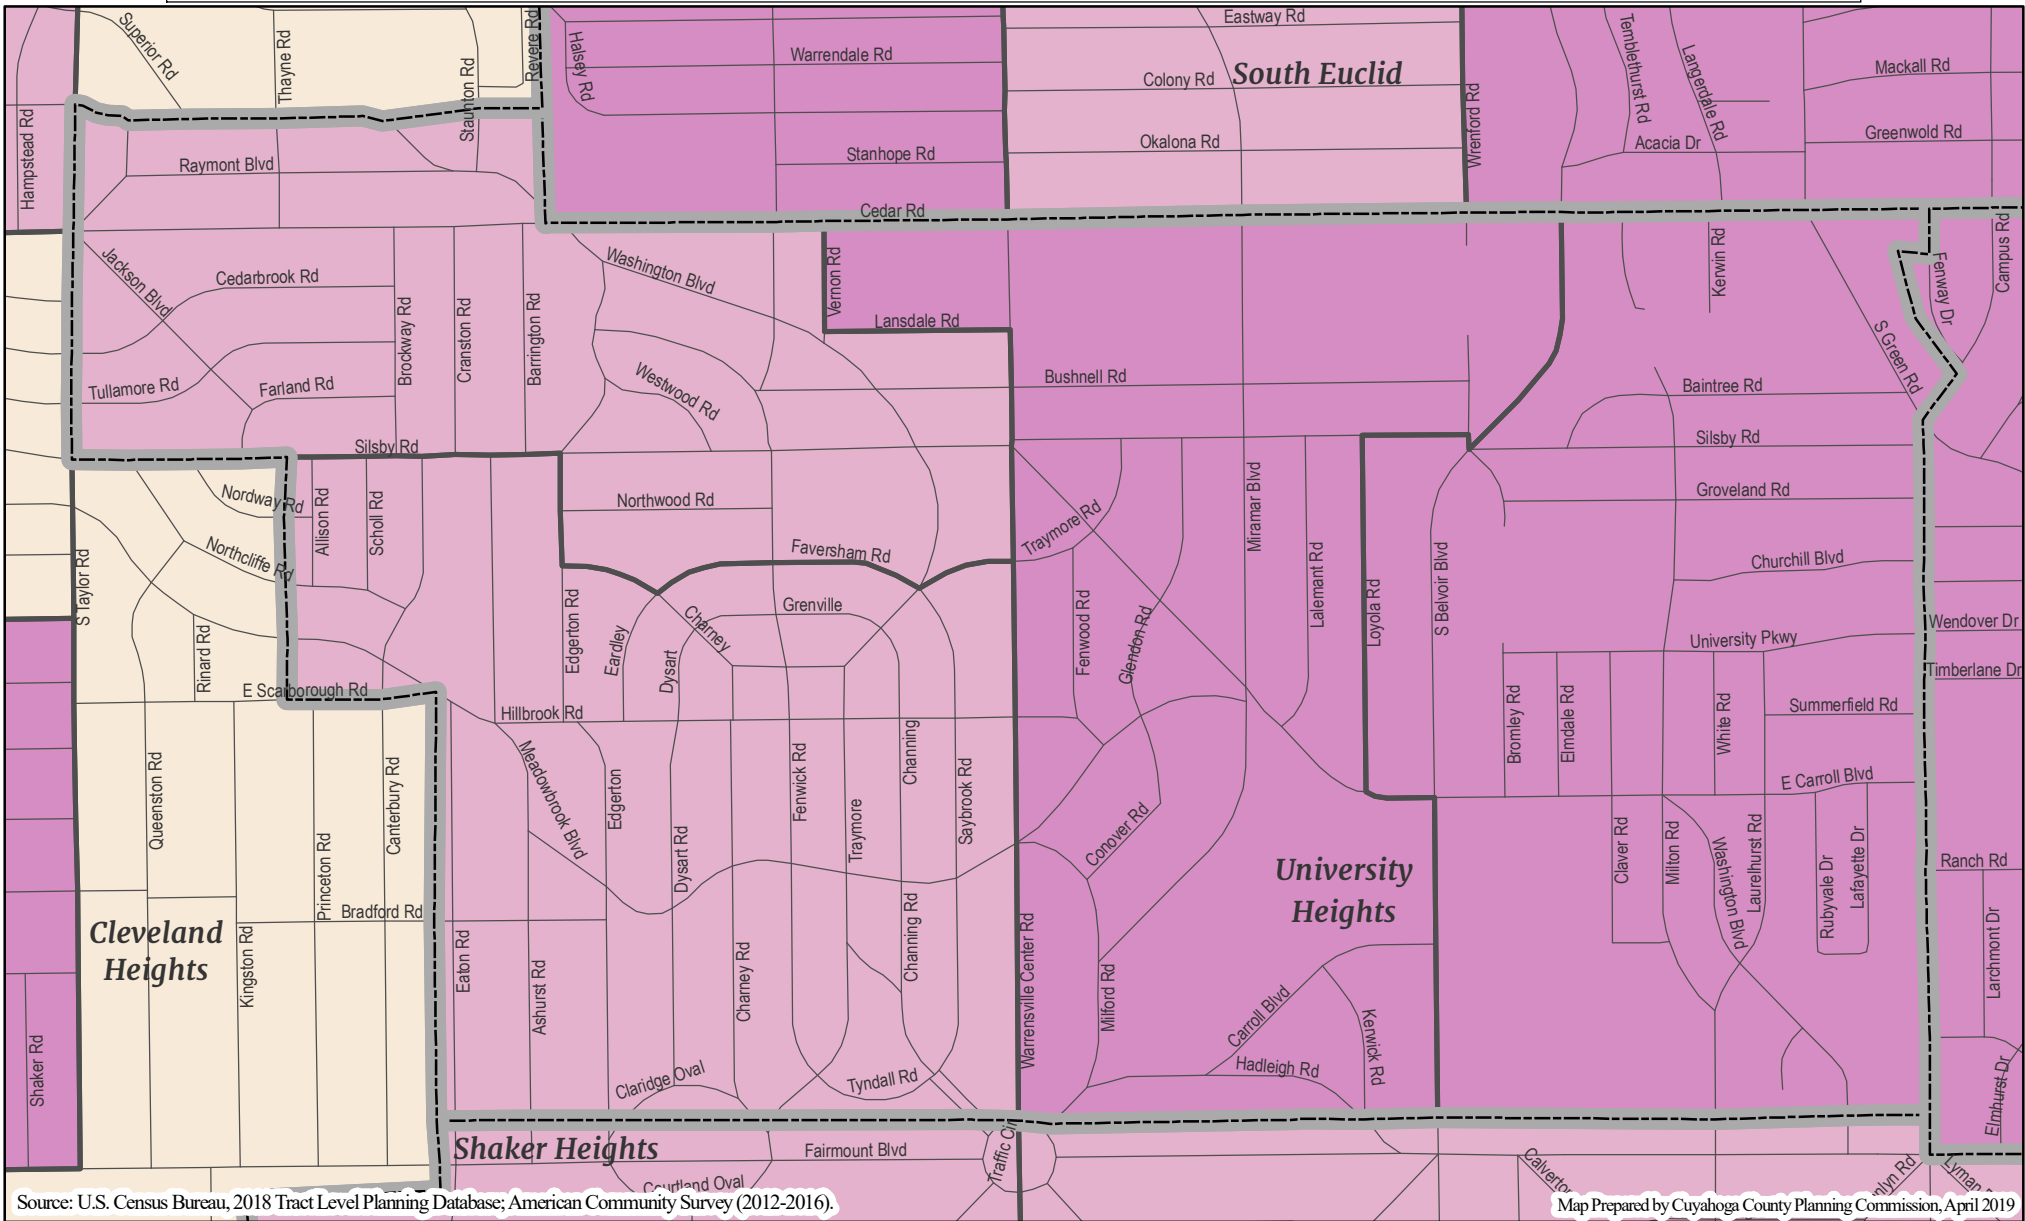 Superior Rd
Thayne Rd
Staunton Rd
Revere Rd
Halsey Rd
Warrendale Rd
Eastway Rd
Colony Rd
South Euclid
Wrenford Rd
Templethurst Rd
Langerdale Rd
Mackall Rd
Hampstead Rd
Raymont Blvd
Stanhope Rd
Okalona Rd
Acacia Dr
Greenwold Rd
Cedar Rd
Jackson Blvd
Cedarbrook Rd
Brockway Rd
Cranston Rd
Barrington Rd
Washington Blvd
Vernon Rd
Lansdale Rd
Kerwin Rd
S Green Rd
Fenway Dr
Campus Rd
Tullamore Rd
Farland Rd
Westwood Rd
Bushnell Rd
Baintree Rd
Silsby Rd
Silsby Rd
Nordway Rd
Allison Rd
Scholl Rd
Northwood Rd
Traymore Rd
Miramar Blvd
Groveland Rd
Northcliffe Rd
Faversham Rd
Lalemant Rd
Loyola Rd
S Belvoir Blvd
Churchill Blvd
S Taylor Rd
Rinard Rd
Edgerton Rd
Eardley
Dysart
Charney
Grenville
Fenwood Rd
Glendon Rd
University Pkwy
Wendover Dr
Timberlane Dr
E Scarborough Rd
Hillbrook Rd
Bromley Rd
Elmdale Rd
White Rd
Summerfield Rd
Queenston Rd
Canterbury Rd
Meadowbrook Blvd
Edgerton
Fenwick Rd
Channing
Saybrook Rd
E Carroll Blvd
Princeton Rd
Dysart Rd
Traymore
Conover Rd
University
Heights
Claver Rd
Milton Rd
Washington Blvd
Laurelhurst Rd
Rubyvale Dr
Lafayette Dr
Ranch Rd
Bradford Rd
Cleveland
Heights
Kingston Rd
Eaton Rd
Ashurst Rd
Charney Rd
Channing Rd
Warrensville Center Rd
Milford Rd
Carroll Blvd
Kerwick Rd
Larchmont Dr
Shaker Rd
Claridge Oval
Tyndall Rd
Hadleigh Rd
Elmhurst Dr
Shaker Heights
Fairmount Blvd
Traffic Cir
Courtland Oval
Source: U.S. Census Bureau, 2018 Tract Level Planning Database; American Community Survey (2012-2016).
Map Prepared by Cuyahoga County Planning Commission, April 2019